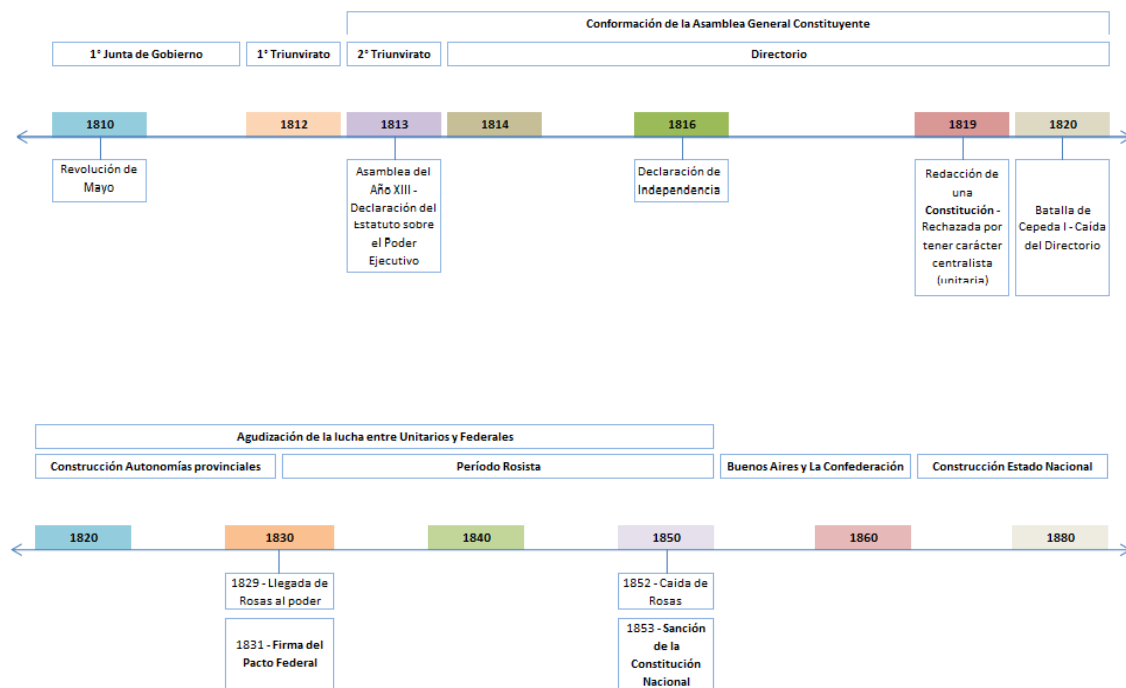 Conformación de la Asamblea General Constituyente
1° Junta de Gobierno
1° Triunvirato
2° Triunvirato
Directorio
1810
1812
1813
1814
1816
1819
1820
Revolución de
Mayo
Asamblea del
Año XIII -
Declaración del
Estatuto sobre
el Poder
Ejecutivo
Declaración de
Independencia
Redacción de
una
Constitución -
Rechazada por
tener carácter
centralista
(unitaria)
Batalla de
Cepeda I - Caída
del Directorio
Agudización de la lucha entre Unitarios y Federales
Construcción Autonomías provinciales
Período Rosista
Buenos Aires y La Confederación
Construcción Estado Nacional
1820
1830
1840
1850
1860
1880
1829 - Llegada de
Rosas al poder
1831 - Firma del
Pacto Federal
1852 - Caida de
Rosas
1853 - Sanción
de la
Constitución
Nacional